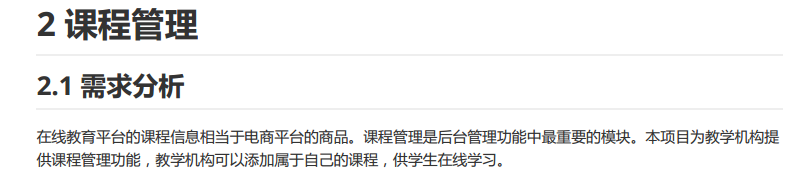 2 课程管理
2.1 需求分析
在线教育平台的课程信息相当于电商平台的商品。课程管理是后台管理功能中最重要的模块。本项目为教学机构提
供课程管理功能，教学机构可以添加属于自己的课程，供学生在线学习。